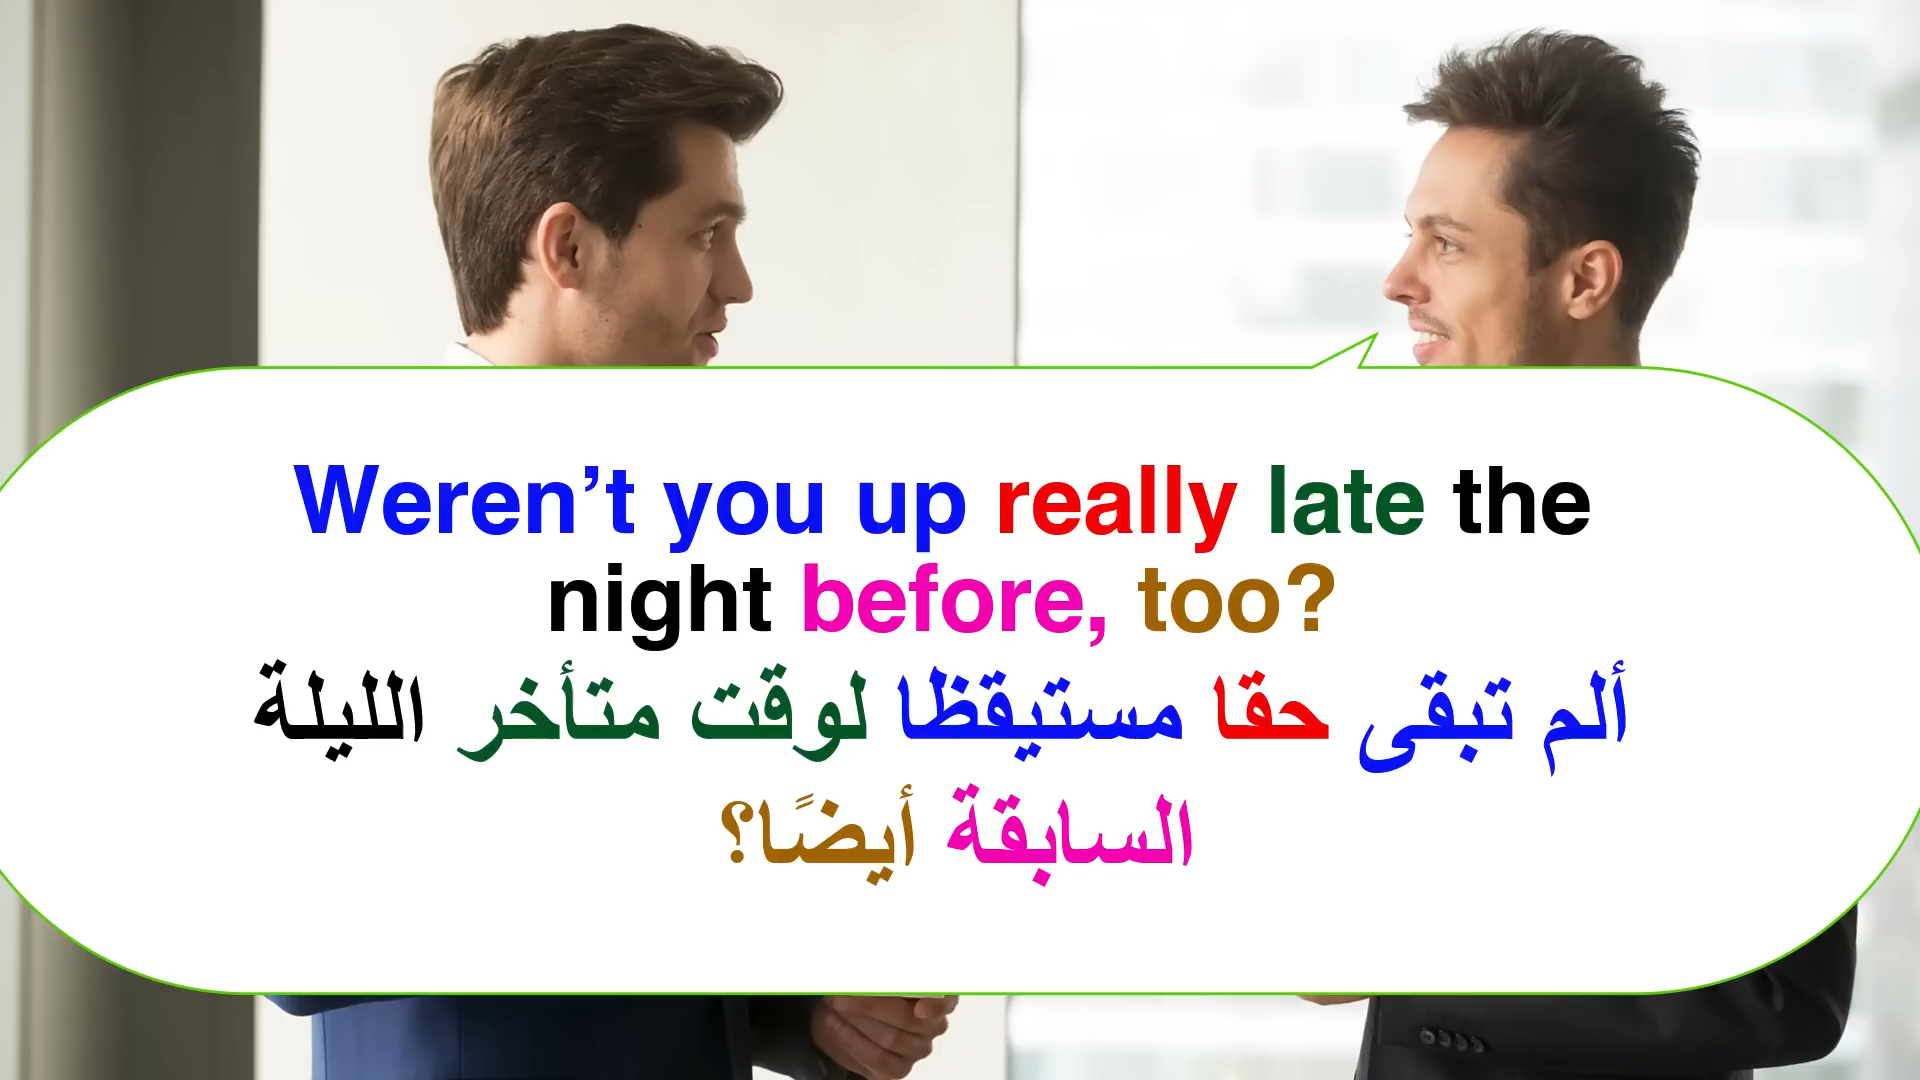 Weren’t you up really late the
night before, too?
ألم تبقى حقا مستيقظا لوقت متأخر الليلة
السابقة أيضًا؟